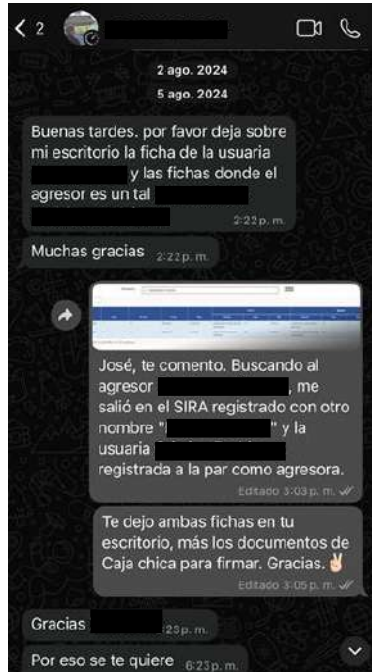 2
2 ago. 2024
5 ago. 2024
Buenas tardes. por favor deja sobre
mi escritorio la ficha de la usuaria
y las fichas donde el
agresor es un tal
2:22 p. m.
Muchas gracias 2:22 p. m.
José, te comento. Buscando al
agresor , me
salió en el SIRA registrado con otro
nombre " " y la
usuaria
registrada a la par como agresora.
Editado 3:03 p. m.
Te dejo ambas fichas en tu
escritorio, más los documentos de
Caja chica para firmar. Gracias.
Editado 3:05 p. m.
Gracias
Por eso se te quiere 6:23 p. m.